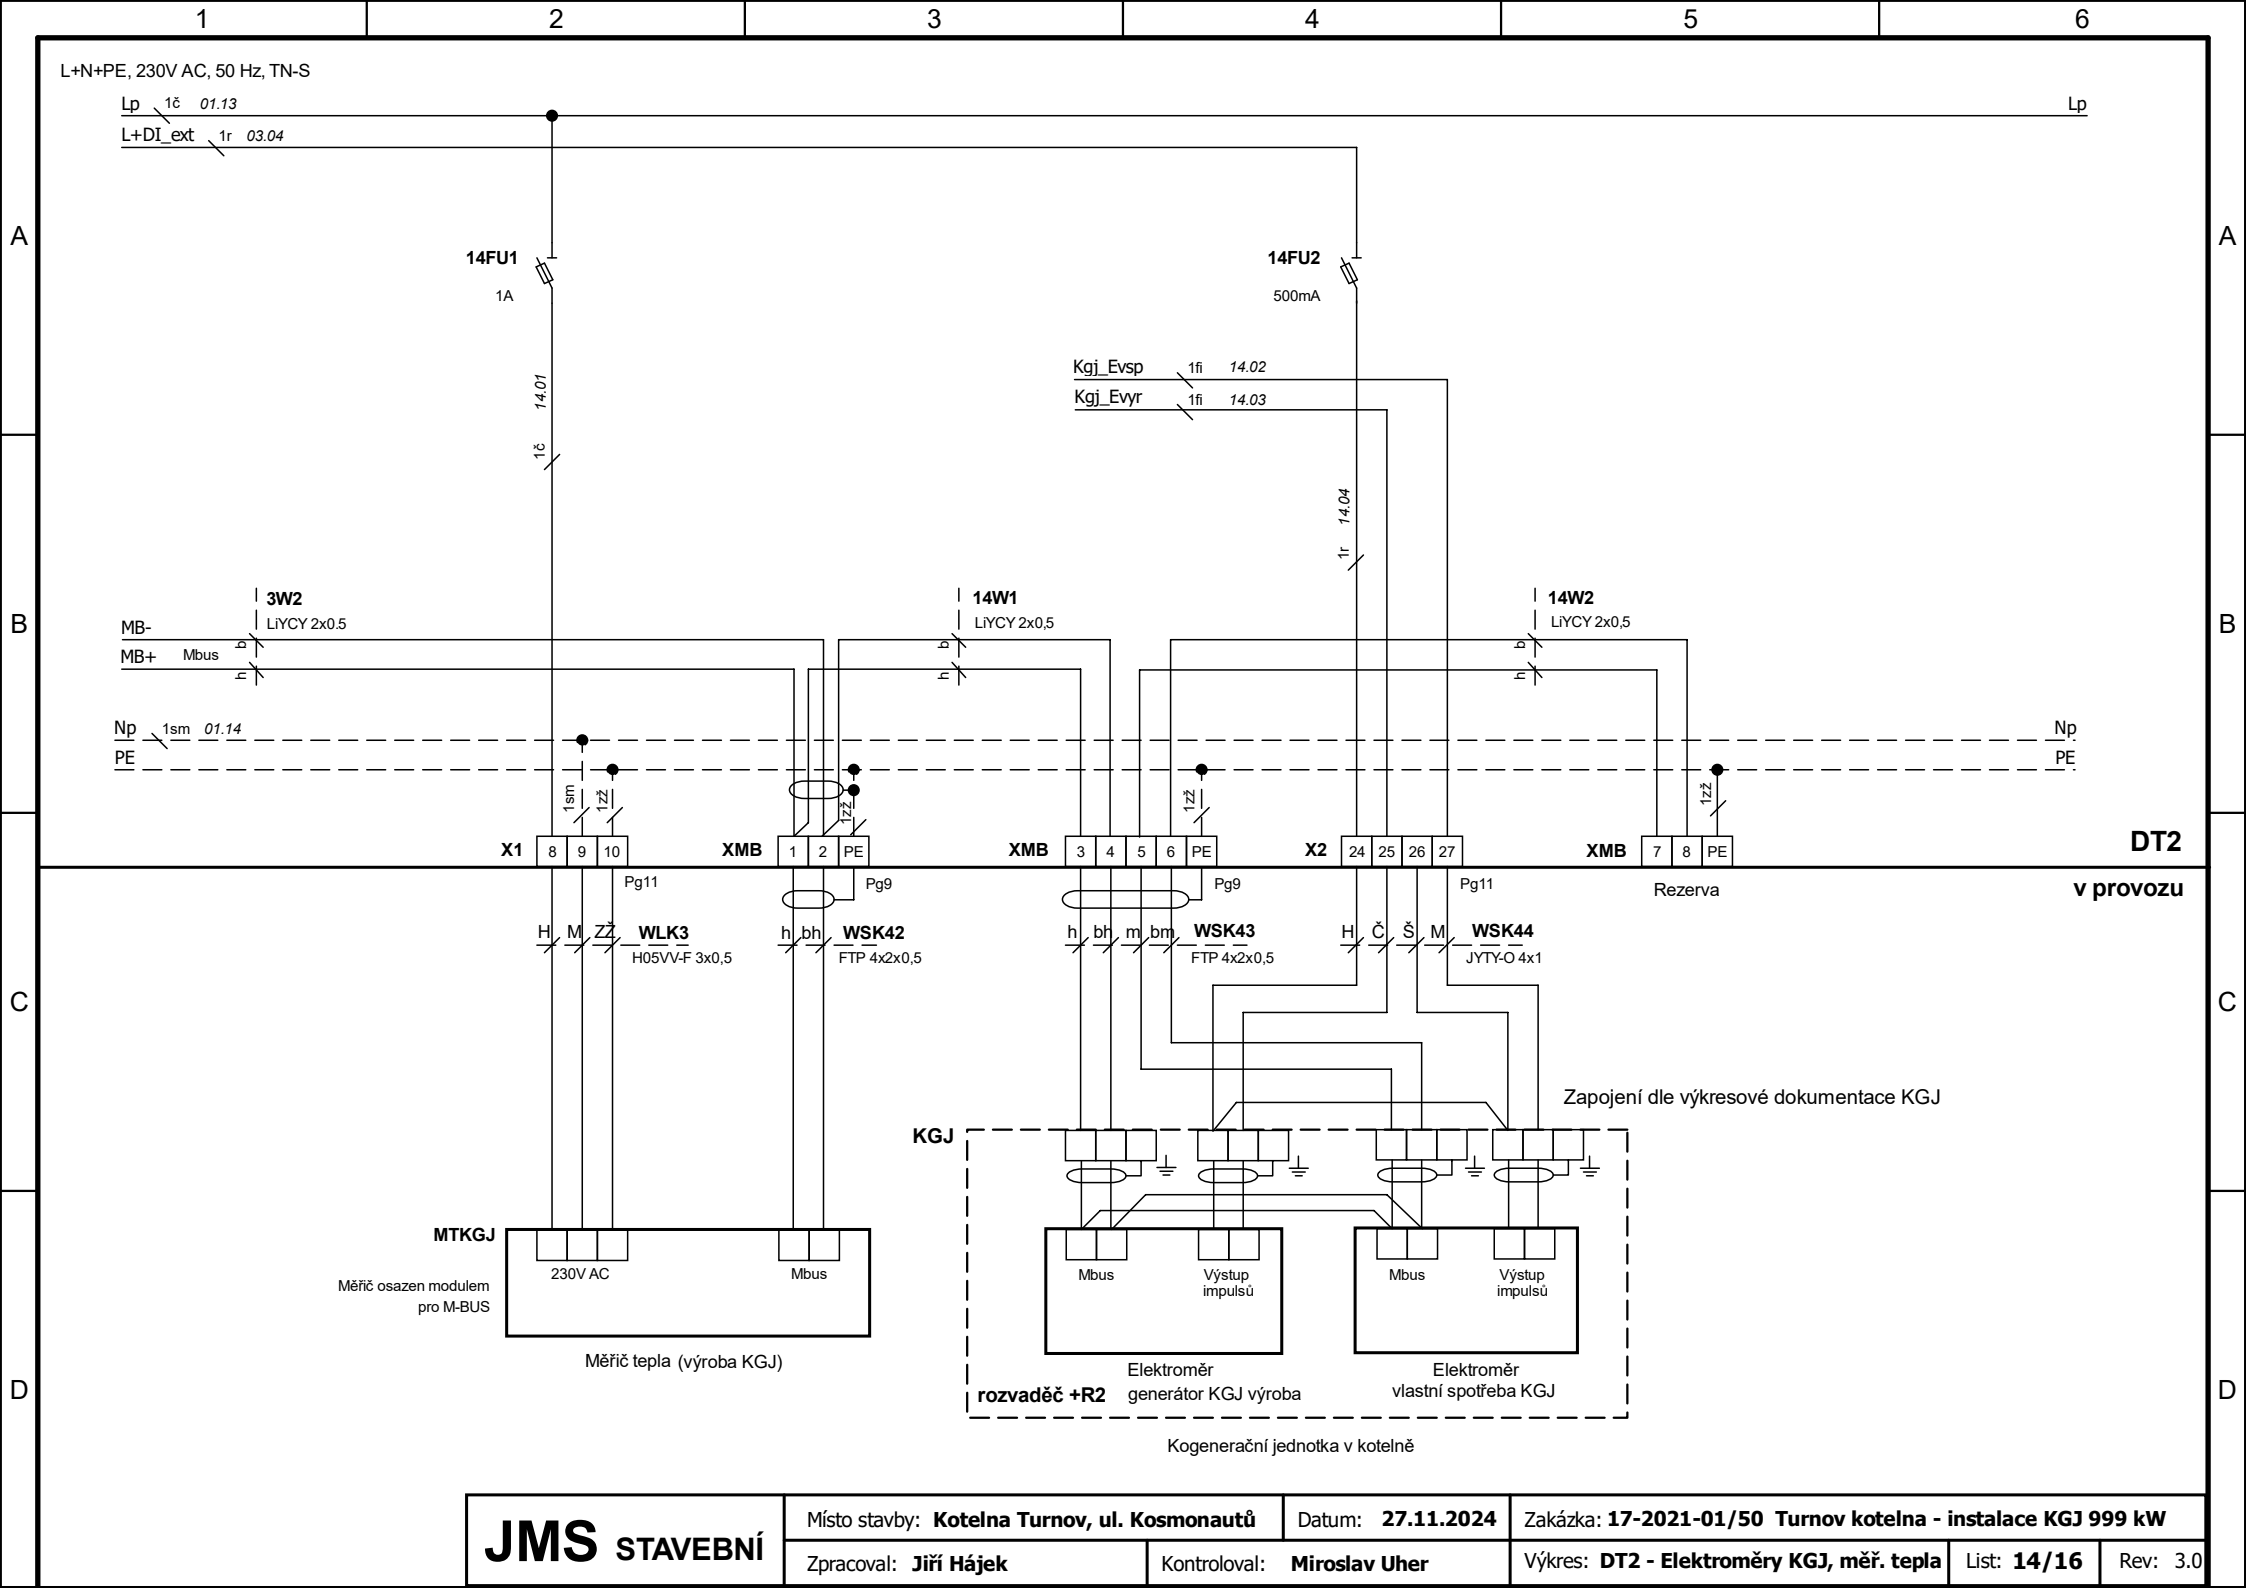 1 2 3 4 5 6
L+N+PE, 230V AC, 50 Hz, TN-S
Lp 1č 01.13 Lp
L+DI_ext 1r 03.04
A A
14FU1 14FU2
1A 500mA
Kgj_Evsp 1fi 14.02
Kgj_Evyr 1fi 14.03
14.01
1č
14.04
1r
B B
3W2 14W1 14W2
LiYCY 2x0.5 LiYCY 2x0,5 LiYCY 2x0,5
MB- b b b
MB+ Mbus h h h
Np 1sm 01.14 Np
PE PE
1sm 1zž 1zž 1zž 1zž
X1 8 9 10 XMB 1 2 PE XMB 3 4 5 6 PE X2 24 25 26 27 XMB 7 8 PE DT2
Pg11 Pg9 Pg9 Pg11 Rezerva v provozu
H M ZŽ WLK3 h bh WSK42 h bh m bm WSK43 H Č Š M WSK44
H05VV-F 3x0,5 FTP 4x2x0,5 FTP 4x2x0,5 JYTY-O 4x1
C C
Zapojení dle výkresové dokumentace KGJ
KGJ
MTKGJ
230V AC Mbus Mbus Výstup impulsů Mbus Výstup impulsů
Měřič osazen modulem
pro M-BUS
Měřič tepla (výroba KGJ)
Elektroměr Elektroměr
rozvaděč +R2 generátor KGJ výroba vlastní spotřeba KGJ
D D
Kogenerační jednotka v kotelně
JMS STAVEBNÍ
Místo stavby: Kotelna Turnov, ul. Kosmonautů Datum: 27.11.2024 Zakázka: 17-2021-01/50 Turnov kotelna - instalace KGJ 999 kW
Zpracoval: Jiří Hájek Kontroloval: Miroslav Uher Výkres: DT2 - Elektroměry KGJ, měř. tepla List: 14/16 Rev: 3.0